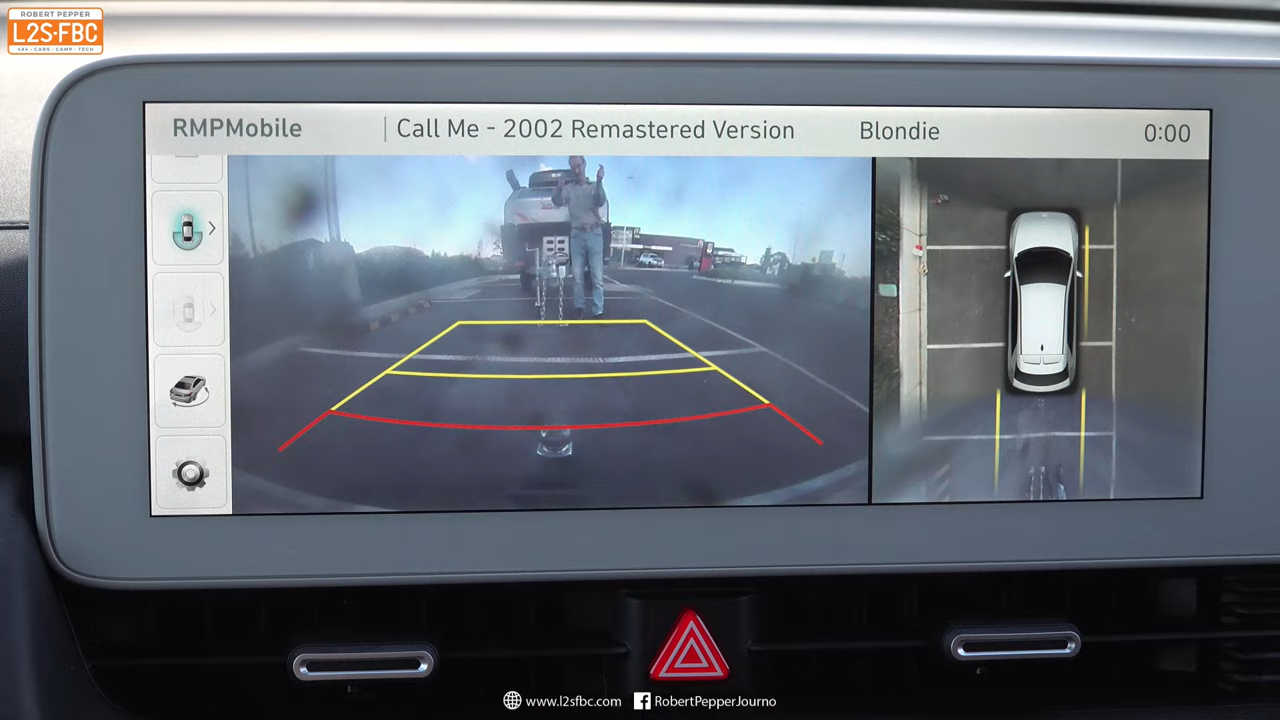 ROBERT PEPPER
L2S-FBC
4X4 - CARS - CAMP - TECH
RMPMobile
Call Me - 2002 Remastered Version
Blondie
0:00
www.l2sfbc.com
RobertPepperJourno